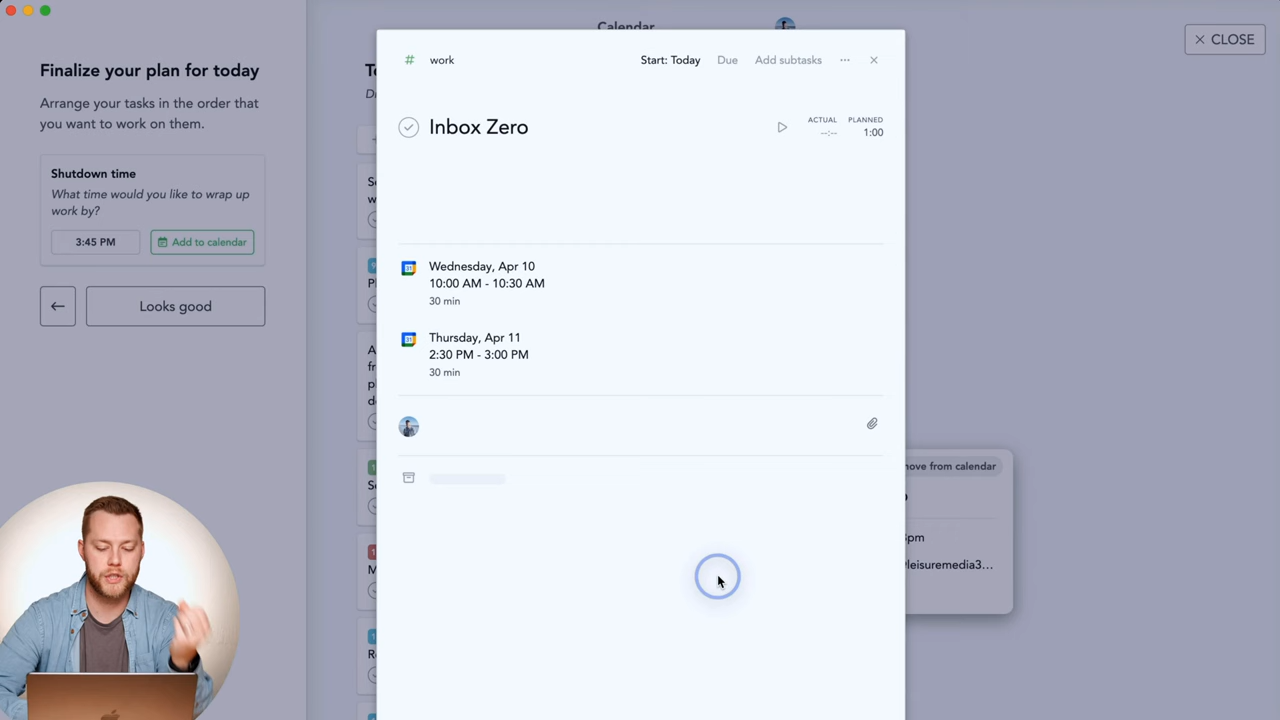 Calendar
CLOSE
Finalize your plan for today
Arrange your tasks in the order that
you want to work on them.
Shutdown time
What time would you like to wrap up
work by?
3:45 PM
Add to calendar
Looks good
# work
Start: Today
Due
Add subtasks
Inbox Zero
ACTUAL
--:--
PLANNED
1:00
Wednesday, Apr 10
10:00 AM - 10:30 AM
30 min
Thursday, Apr 11
2:30 PM - 3:00 PM
30 min
move from calendar